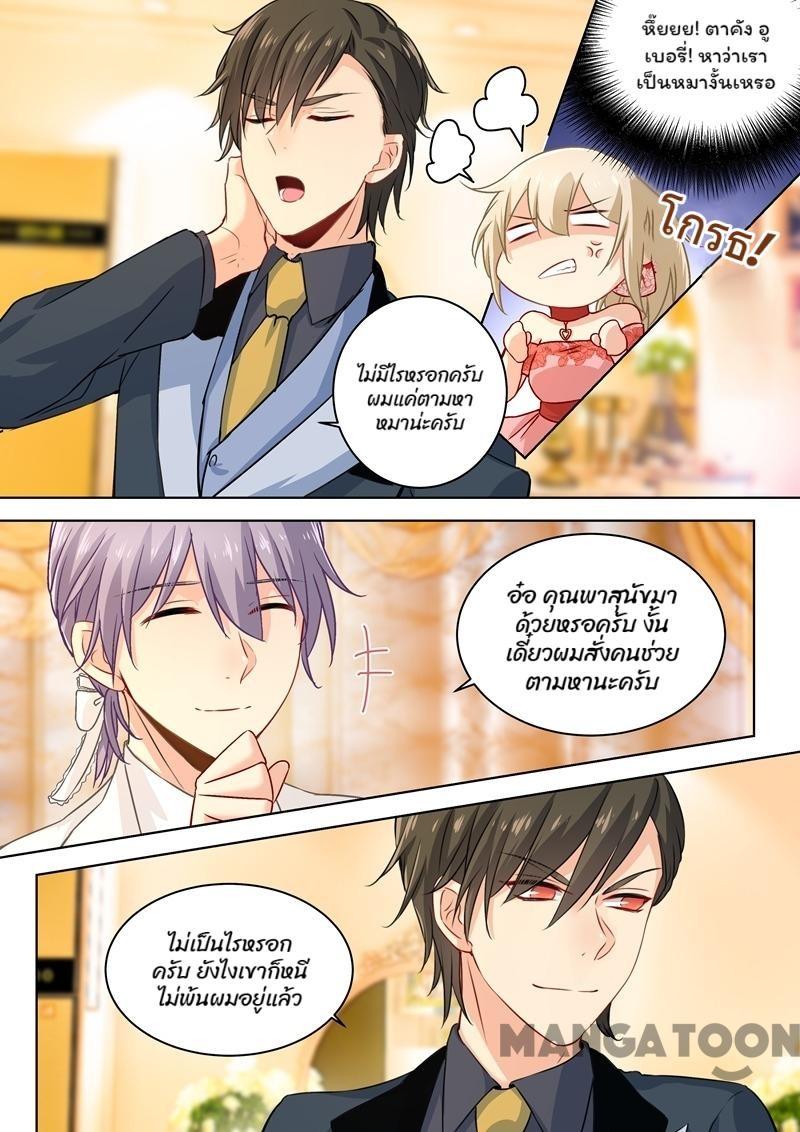 หึ๊ยยย! ตาคัง อู
เบอรี่! หาว่าเรา
เป็นหมางั้นเหรอ
โกรธ!
ไม่มีไรหรอกครับ
ผมแค่ตามหา
หมาน่ะครับ
อ๋อ คุณพาสุนัขมา
ด้วยหรอครับ งั้น
เดี๋ยวผมสั่งคนช่วย
ตามหานะครับ
ไม่เป็นไรหรอก
ครับ ยังไงเขาก็หนี
ไม่พ้นผมอยู่แล้ว
MANGATOON